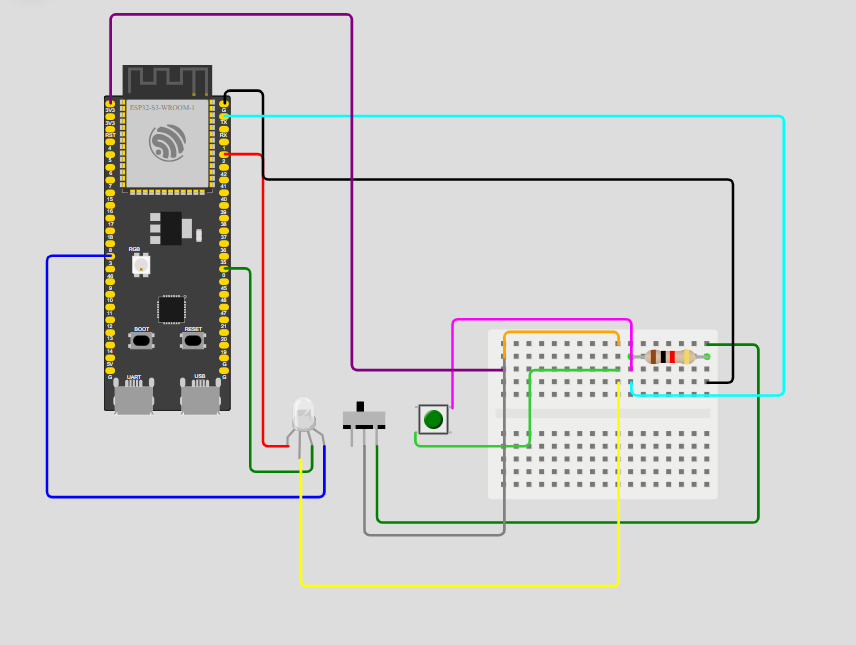 ESP32-S3-WROOM-1
3V3 G
3V3 TX
RST RX
4 1
5 2
6 42
7 41
15 40
16 39
17 38
18 37
RGB
8 36
3 35
46 0
9 45
10 48
11 47
12 21
BOOT RESET
13 20
14 19
5V G
G G
UART USB